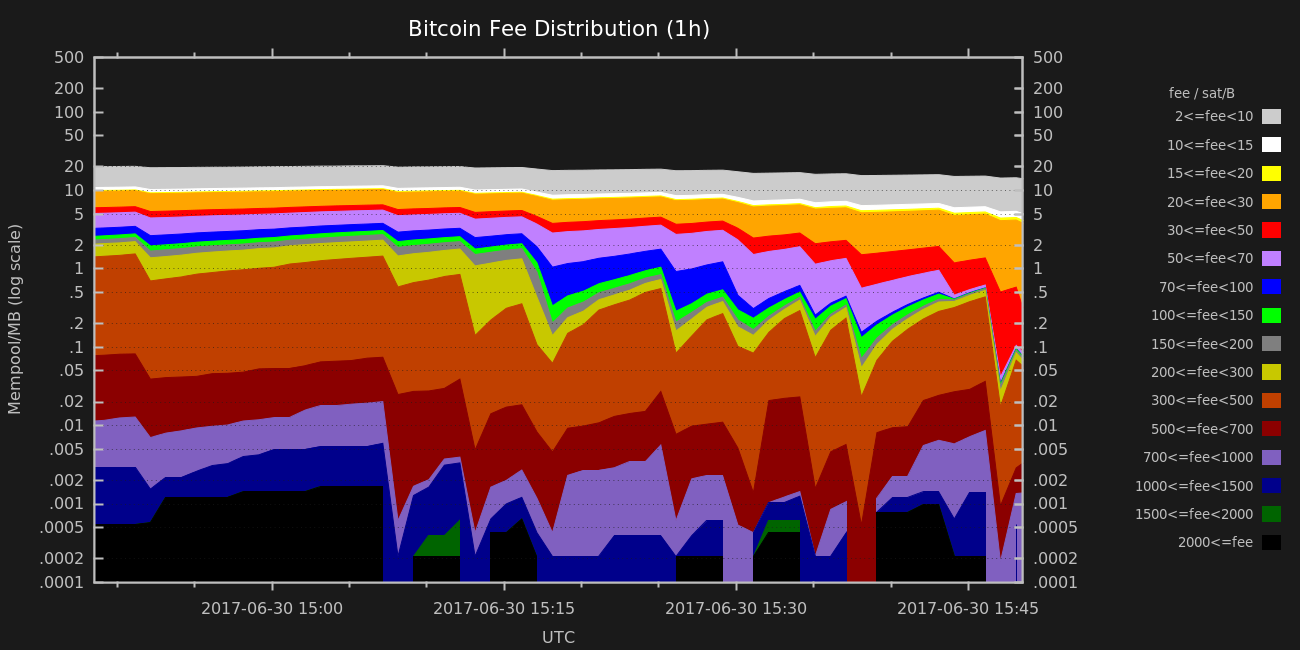 Bitcoin Fee Distribution (1h)
500
200
100
50
20
10
5
2
1
.5
.2
.1
.05
.02
.01
.005
.002
.001
.0005
.0002
.0001
Mempool/MB (log scale)
500
200
100
50
20
10
5
2
1
.5
.2
.1
.05
.02
.01
.005
.002
.001
.0005
.0002
.0001
2017-06-30 15:00
2017-06-30 15:15
2017-06-30 15:30
2017-06-30 15:45
UTC
fee / sat/B
2<=fee<10
10<=fee<15
15<=fee<20
20<=fee<30
30<=fee<50
50<=fee<70
70<=fee<100
100<=fee<150
150<=fee<200
200<=fee<300
300<=fee<500
500<=fee<700
700<=fee<1000
1000<=fee<1500
1500<=fee<2000
2000<=fee